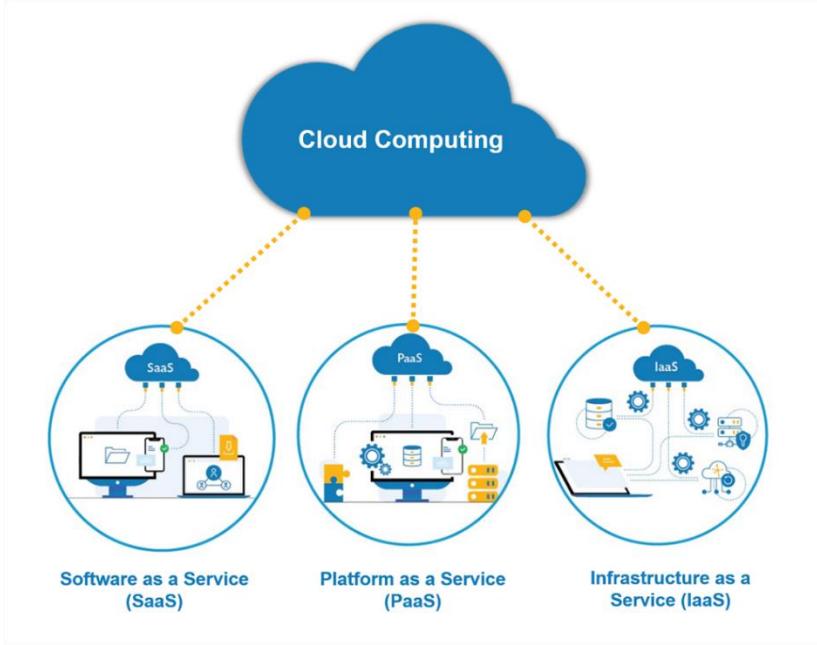 Cloud Computing
SaaS
PaaS
IaaS
Software as a Service
(SaaS)
Platform as a Service
(PaaS)
Infrastructure as a
Service (IaaS)